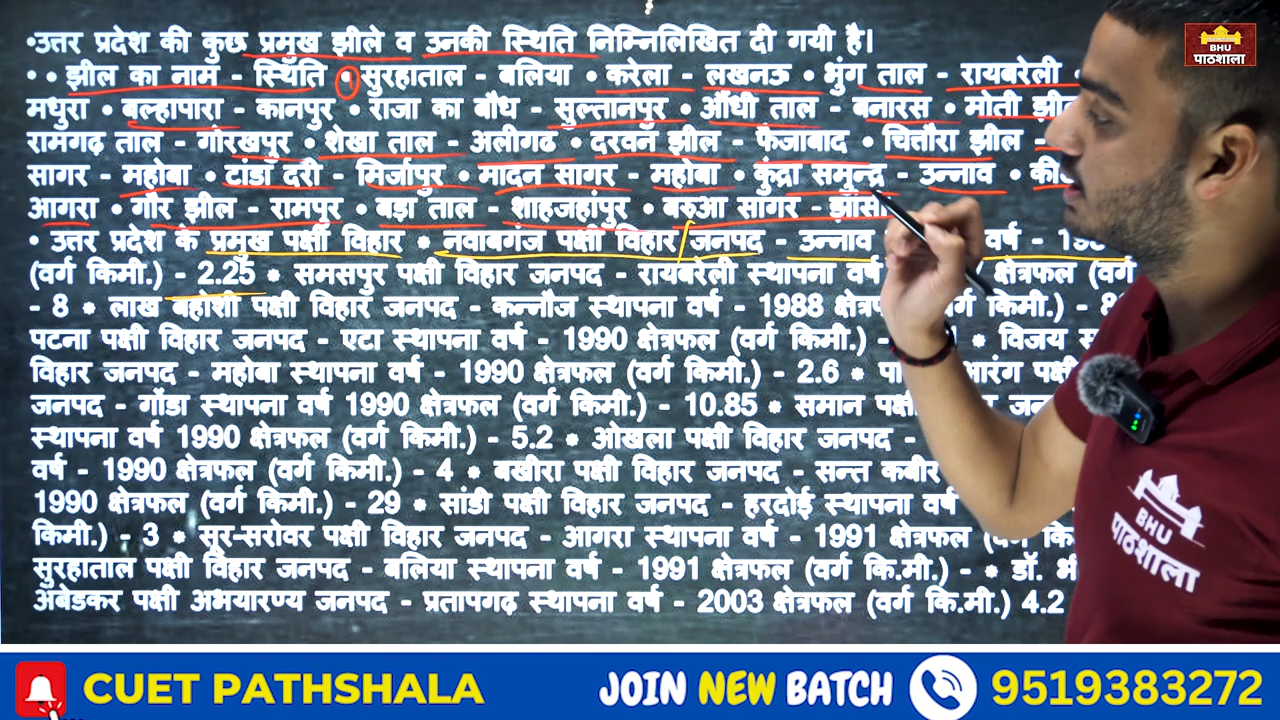 •उत्तर प्रदेश की कुछ प्रमुख झीले व उनकी स्थिति निम्निलिखित दी गयी है।
• • झील का नाम - स्थिति • सुरहाताल - बलिया • करेला - लखनऊ • भुंग ताल - रायबरेली •
मधुरा • बल्हापारा - कानपुर • राजा का बाँध - सुल्तानपुर • औंधी ताल - बनारस • मोती झील
रामगढ़ ताल - गोरखपुर • शेखा ताल - अलीगढ • दरवन झील - फैजाबाद • चित्तौरा झील -
सागर - महोबा • टांडा दरी - मिर्जापुर • मादन सागर - महोबा • कुंद्रा समुन्द्र - उन्नाव •
आगरा • गौर झील - रामपुर • बड़ा ताल - शाहजहांपुर • बरुआ सागर -
• उत्तर प्रदेश के प्रमुख पक्षी विहार * नवाबगंज पक्षी विहार जनपद - उन्नाव वर्ष -
(वर्ग किमी.) - 2.25 * समसपुर पक्षी विहार जनपद - रायबरेली स्थापना वर्ष क्षेत्रफल (वर्ग
- 8 * लाख बहाशी पक्षी विहार जनपद - कन्नौज स्थापना वर्ष - 1988 किमी.) -
पटना पक्षी विहार जनपद - एटा स्थापना वर्ष - 1990 क्षेत्रफल (वर्ग किमी.) - * विजय
विहार जनपद - महोबा स्थापना वर्ष - 1990 क्षेत्रफल (वर्ग किमी.) - 2.6 * आरंग पक्षी
जनपद - गोंडा स्थापना वर्ष 1990 क्षेत्रफल (वर्ग किमी.) - 10.85 * समान
स्थापना वर्ष 1990 क्षेत्रफल (वर्ग किमी.) - 5.2 * ओखला पक्षी विहार जनपद -
वर्ष - 1990 क्षेत्रफल (वर्ग किमी.) - 4 * बखीरा पक्षी विहार जनपद - सन्त कबीर
1990 क्षेत्रफल (वर्ग किमी.) - 29 * सांडी पक्षी विहार जनपद - हरदोई स्थापना वर्ष
किमी.) - 3 * सूर-सरोवर पक्षी विहार जनपद - आगरा स्थापना वर्ष - 1991 क्षेत्रफल
सुरहाताल पक्षी विहार जनपद - बलिया स्थापना वर्ष - 1991 क्षेत्रफल (वर्ग कि.मी.) - * डॉ.
अंबेडकर पक्षी अभयारण्य जनपद - प्रतापगढ़ स्थापना वर्ष - 2003 क्षेत्रफल (वर्ग कि.मी.) 4.2
BHU
पाठशाला
BHU
पाठशाला
CUET PATHSHALA
JOIN NEW BATCH
9519383272